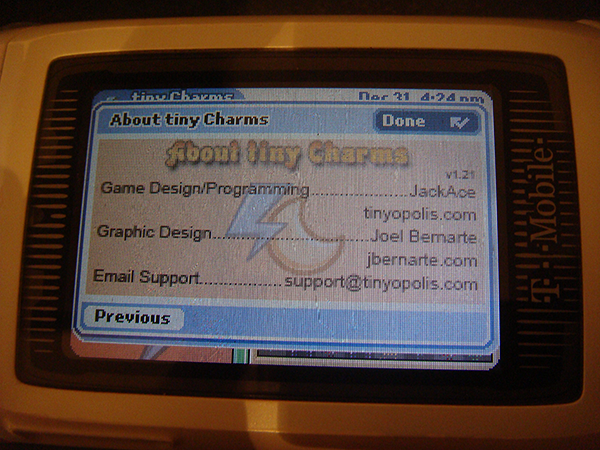 tiny Charms Dec 31, 4:24 pm
About tiny Charms Done
About tiny Charms
v1.21
Game Design/Programming..............................JackAce
tinyopolis.com
Graphic Design..............................Joel Bernarte
jbernarte.com
Email Support....................support@tinyopolis.com
Previous
T··Mobile·